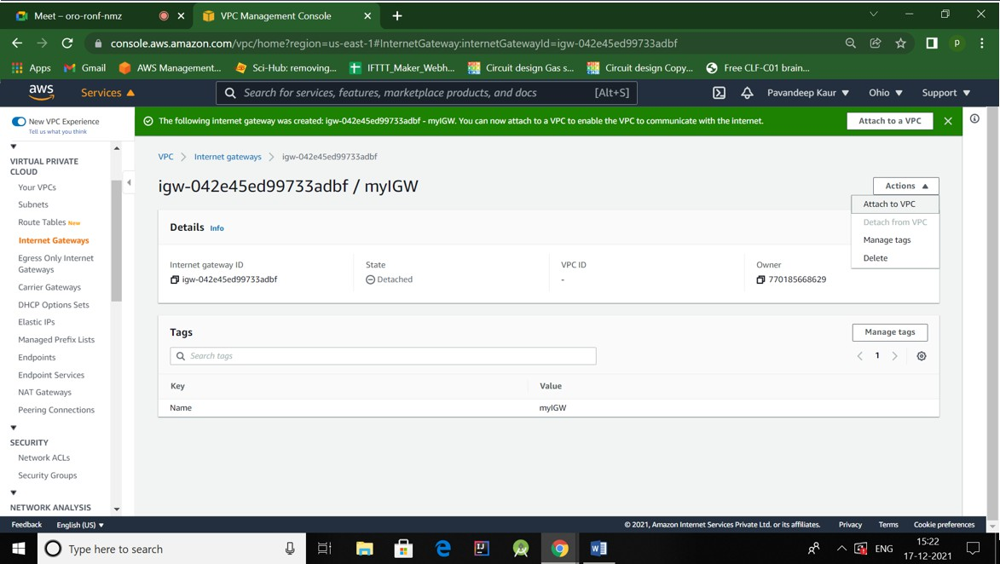 Meet – oro-ronf-nmz
VPC Management Console
console.aws.amazon.com/vpc/home?region=us-east-1#InternetGateway:internetGatewayId=igw-042e45ed99733adbf
p
Apps Gmail AWS Management... Sci-Hub: removing... IFTTT_Maker_Webh... Circuit design Gas s... Circuit design Copy... Free CLF-C01 brain...
aws Services Search for services, features, marketplace products, and docs [Alt+S] Pavandeep Kaur Ohio Support
New VPC Experience
Tell us what you think
The following internet gateway was created: igw-042e45ed99733adbf - myIGW. You can now attach to a VPC to enable the VPC to communicate with the internet. Attach to a VPC
VIRTUAL PRIVATE
CLOUD
Your VPCs
Subnets
Route Tables New
Internet Gateways
Egress Only Internet
Gateways
Carrier Gateways
DHCP Options Sets
Elastic IPs
Managed Prefix Lists
Endpoints
Endpoint Services
NAT Gateways
Peering Connections
SECURITY
Network ACLs
Security Groups
NETWORK ANALYSIS
VPC Internet gateways igw-042e45ed99733adbf
igw-042e45ed99733adbf / myIGW
Actions
Attach to VPC
Detach from VPC
Manage tags
Delete
Details Info
Internet gateway ID
igw-042e45ed99733adbf
State
Detached
VPC ID
-
Owner
770185668629
Tags
Manage tags
Search tags
1
Key Value
Name myIGW
Feedback English (US) © 2021, Amazon Internet Services Private Ltd. or its affiliates. Privacy Terms Cookie preferences
Type here to search
ENG
15:22
17-12-2021